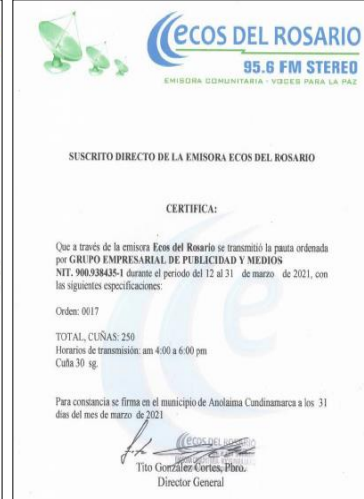 ecos DEL ROSARIO
95.6 FM STEREO
EMISORA COMUNITARIA - VOCES PARA LA PAZ
SUSCRITO DIRECTO DE LA EMISORA ECOS DEL ROSARIO
CERTIFICA:
Que a través de la emisora Ecos del Rosario se transmitió la pauta ordenada
por GRUPO EMPRESARIAL DE PUBLICIDAD Y MEDIOS
NIT. 900.938435-1 durante el periodo del 12 al 31 de marzo de 2021, con
las siguientes especificaciones:
Orden: 0017
TOTAL, CUÑAS: 250
Horarios de transmisión: am 4:00 a 6:00 pm
Cuña 30 sg.
Para constancia se firma en el municipio de Anolaima Cundinamarca a los 31
días del mes de marzo de 2021
ecos DEL ROSARIO
Tito González Cortes, Pbro.
Director General